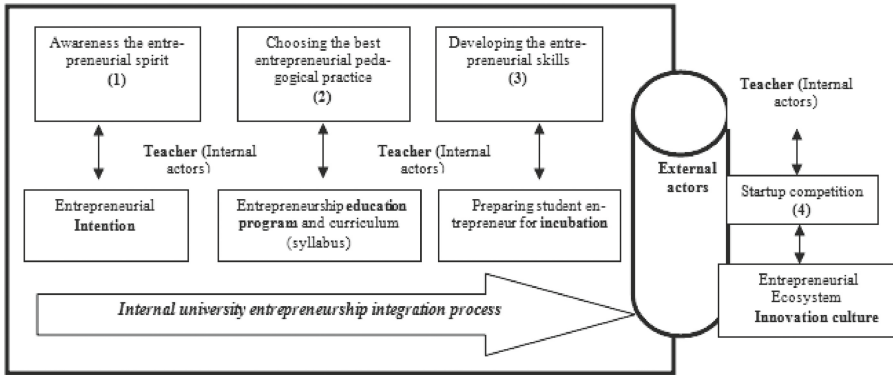 Awareness the entre-
preneurial spirit
(1)
Choosing the best
entrepreneurial peda-
gogical practice
(2)
Developing the entre-
preneurial skills
(3)
Teacher (Internal
actors)
Teacher (Internal
actors)
Teacher (Internal
actors)
External
actors
Entrepreneurial
Intention
Entrepreneurship education
program and curriculum
(syllabus)
Preparing student en-
trepreneur for incubation
Startup competition
(4)
Entrepreneurial
Ecosystem
Innovation culture
Internal university entrepreneurship integration process